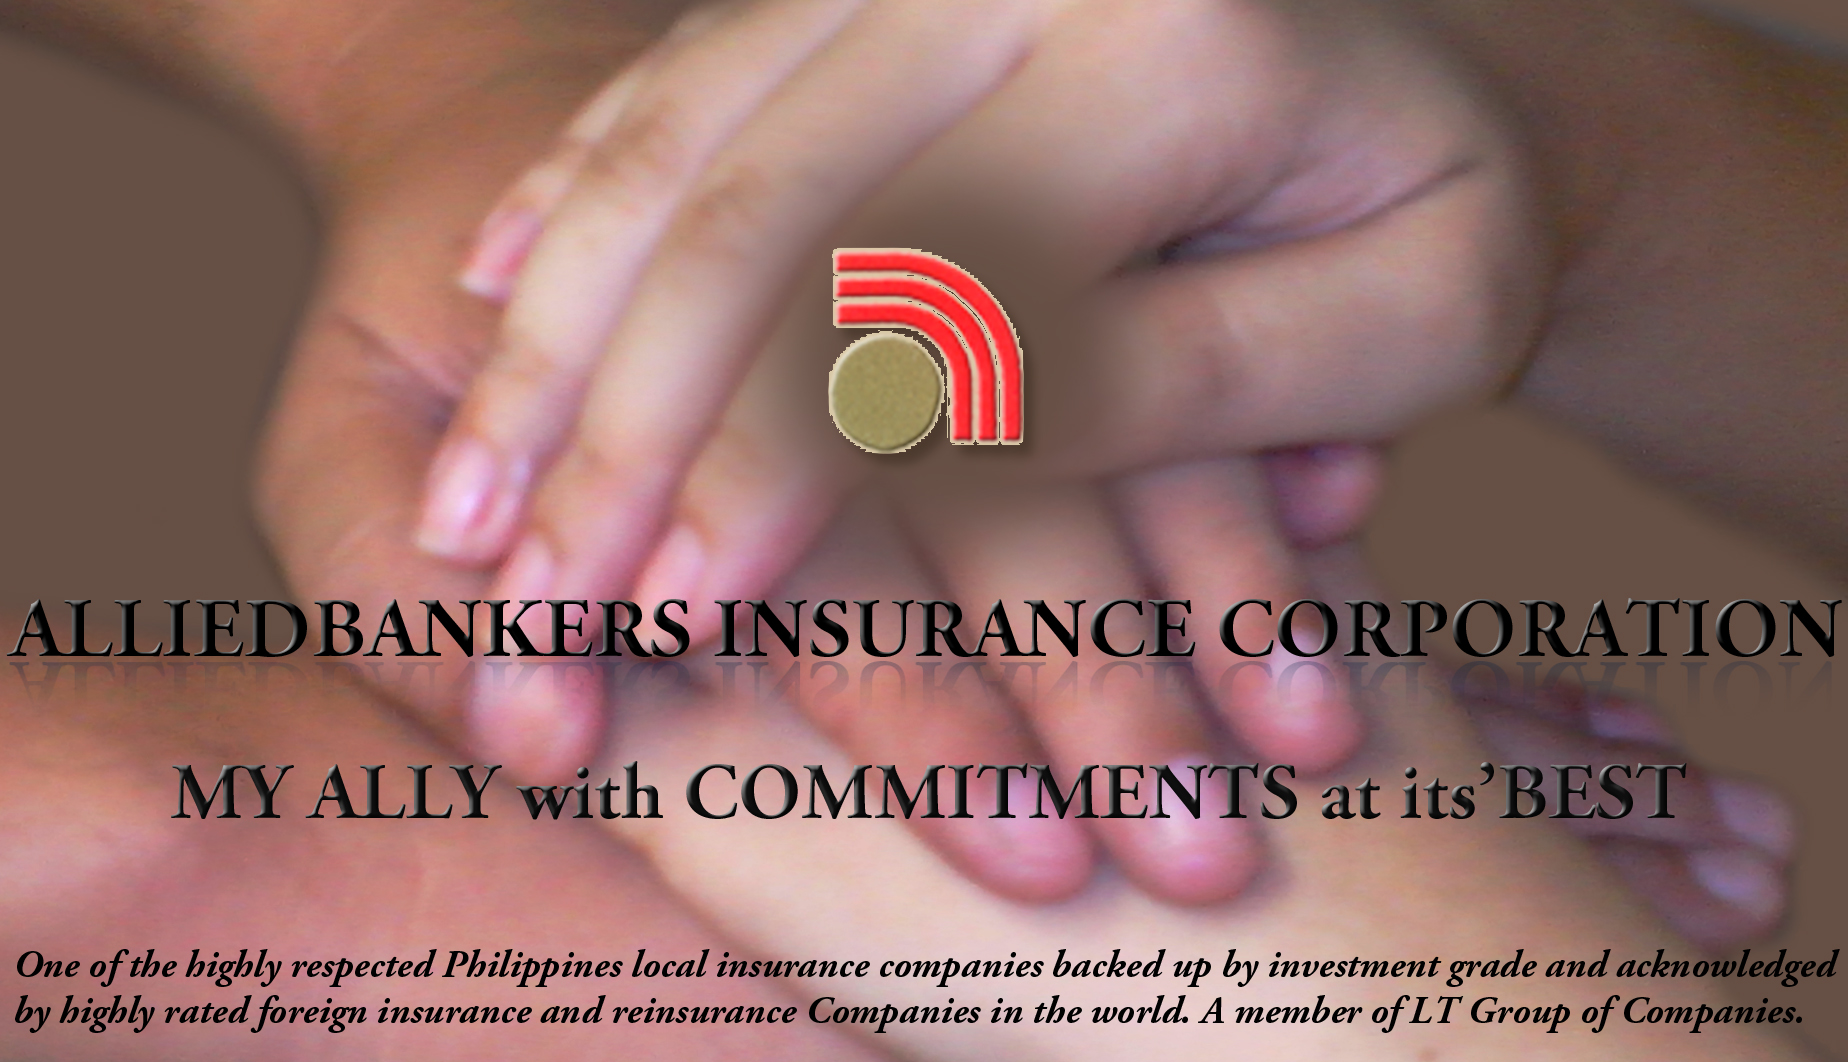 ALLIEDBANKERS INSURANCE CORPORATION
MY ALLY with COMMITMENTS at its'BEST
One of the highly respected Philippines local insurance companies backed up by investment grade and acknowledged
by highly rated foreign insurance and reinsurance Companies in the world. A member of LT Group of Companies.